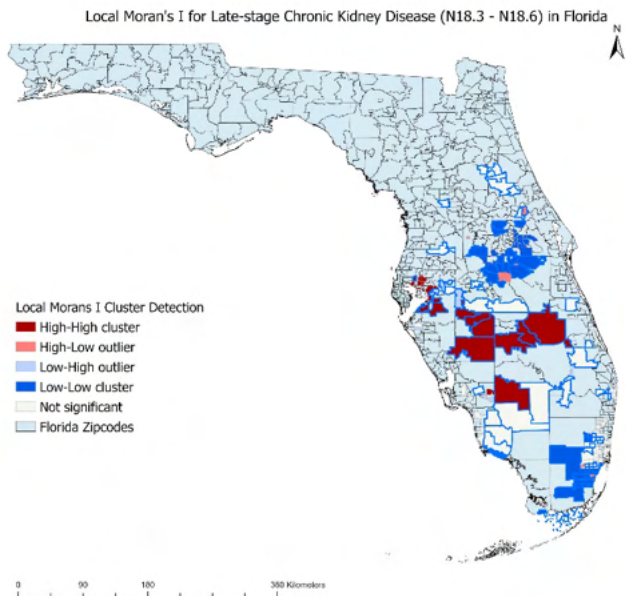 Local Moran's I for Late-stage Chronic Kidney Disease (N18.3 - N18.6) in Florida
N
Local Morans I Cluster Detection
High-High cluster
High-Low outlier
Low-High outlier
Low-Low cluster
Not significant
Florida Zipcodes
0 90 180 360 Kilometers